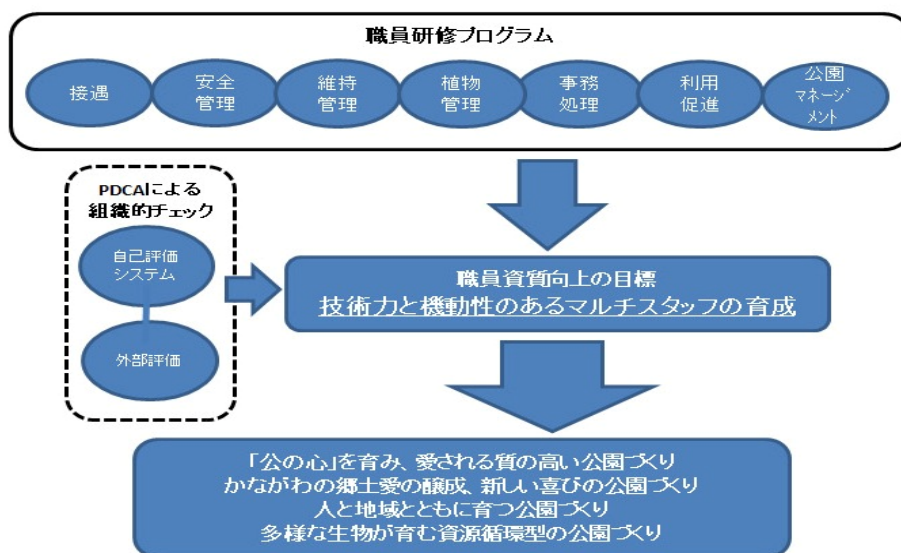 職員研修プログラム
接遇
安全
管理
維持
管理
植物
管理
事務
処理
利用
促進
公園
マネージ
メント
PDCAによる
組織的チェック
自己評価
システム
外部評価
職員資質向上の目標
技術力と機動性のあるマルチスタッフの育成
「公の心」を育み、愛される質の高い公園づくり
かながわの郷土愛の醸成、新しい喜びの公園づくり
人と地域とともに育つ公園づくり
多様な生物が育む資源循環型の公園づくり